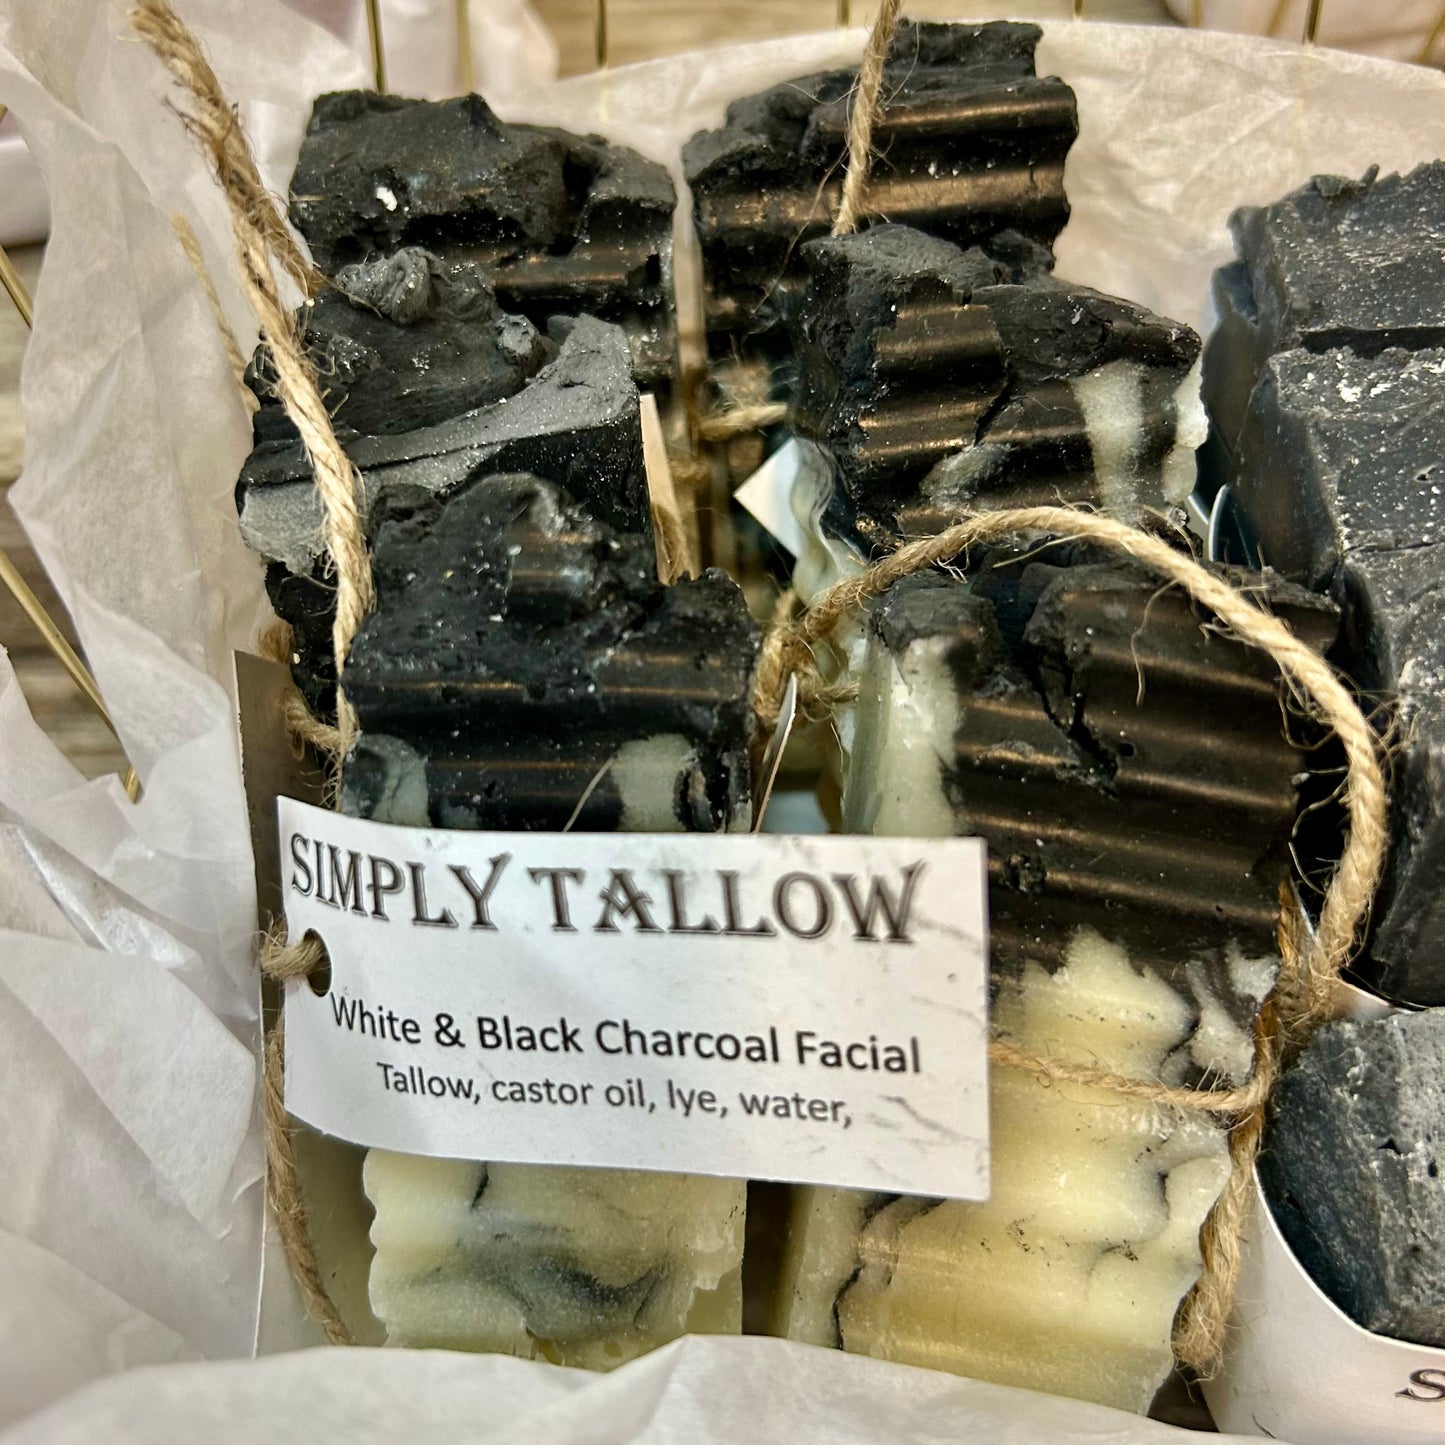 SIMPLY TALLOW
White & Black Charcoal Facial
Tallow, castor oil, lye, water,
S